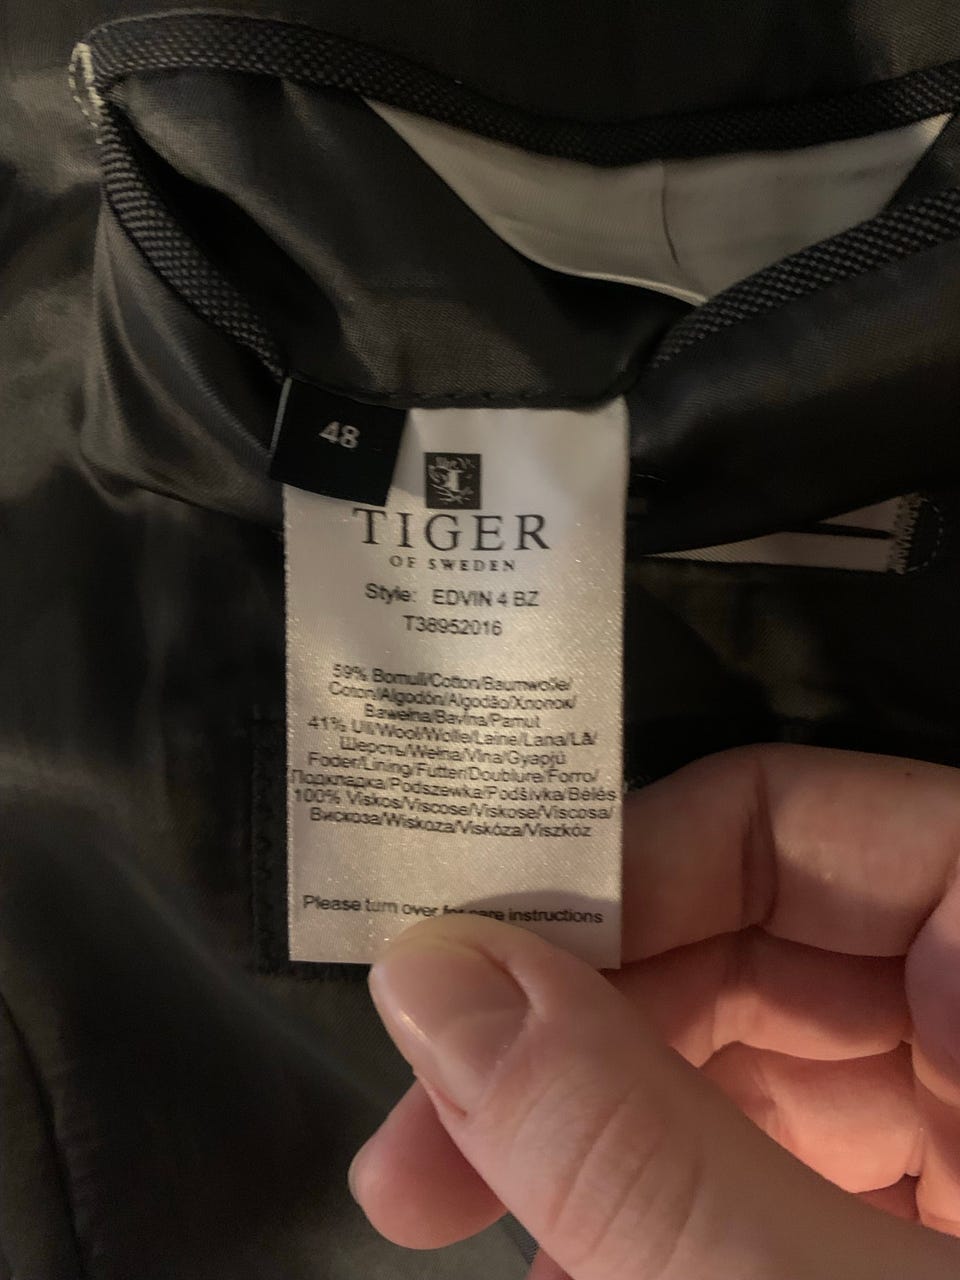 48
TIGER
OF SWEDEN
Style: EDVIN 4 BZ
T38952016
59% Bomull/Cotton/Baumwolle/
Coton/Algodón/Algodão/Хлопок/
Bawełna/Bavlna/Pamut
41% Ull/Wool/Wolle/Laine/Lana/Lã/
Шерсть/Wełna/Vlna/Gyapjú
Foder/Lining/Futter/Doublure/Forro/
Подкладка/Podszewka/Podšívka/Bélés
100% Viskos/Viscose/Viskose/Viscosa/
Вискоза/Wiskoza/Viskóza/Viszkóz
Please turn over for care instructions